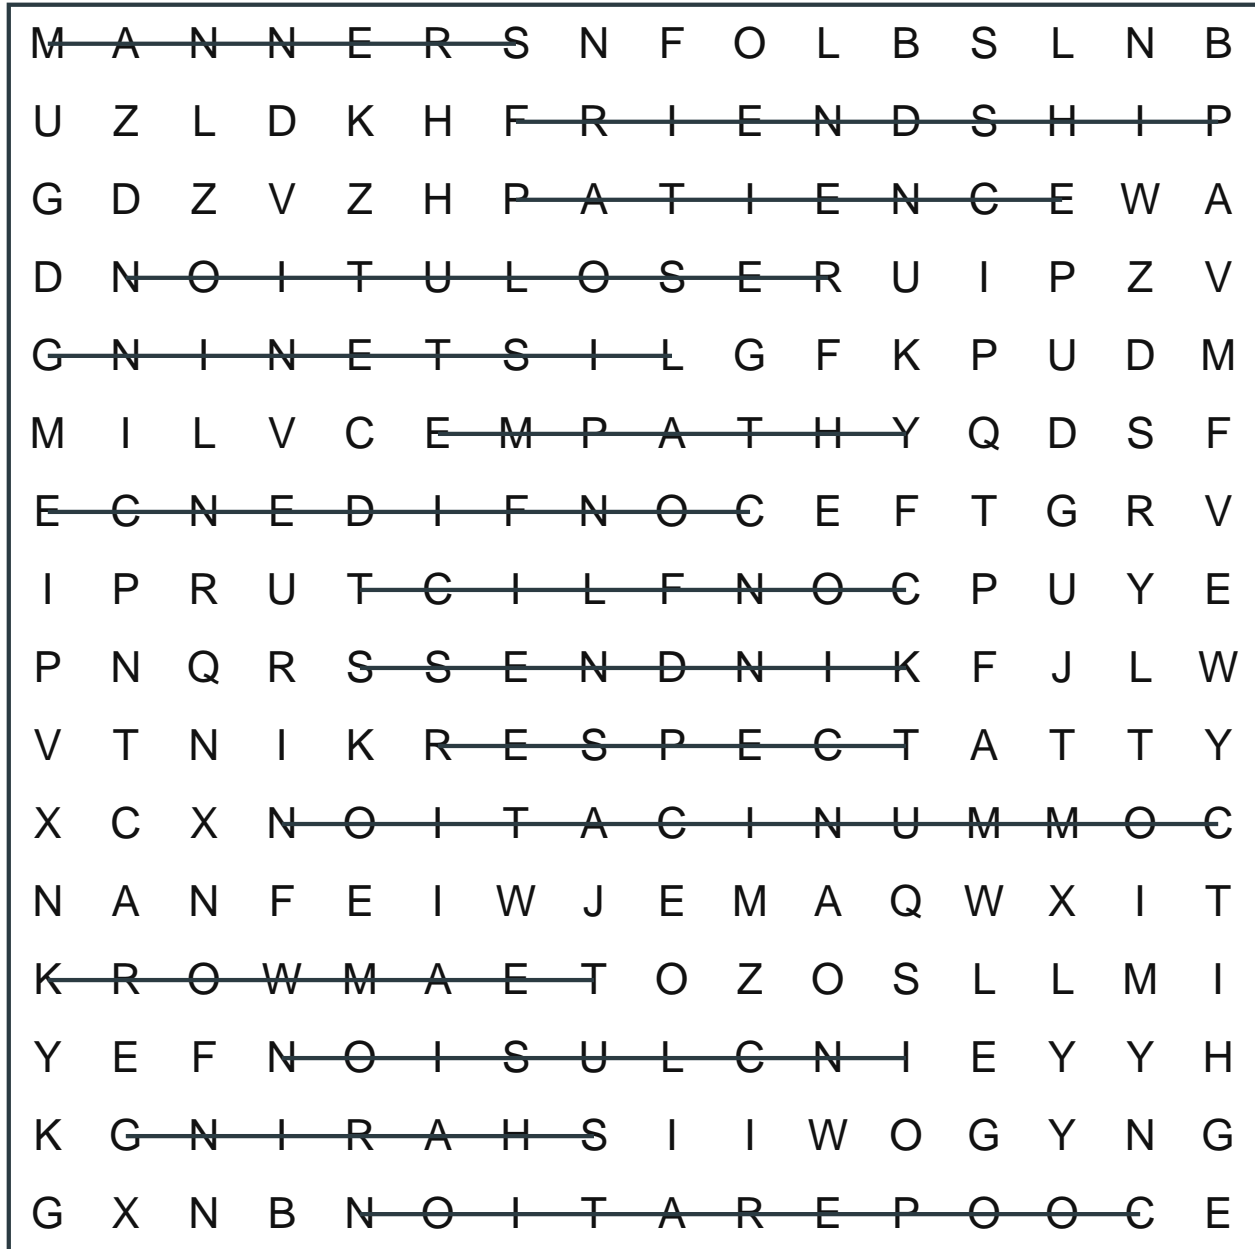 M A N N E R S N F O L B S L N B
U Z L D K H F R I E N D S H I P
G D Z V Z H P A T I E N C E W A
D N O I T U L O S E R U I P Z V
G N I N E T S I L G F K P U D M
M I L V C E M P A T H Y Q D S F
E C N E D I F N O C E F T G R V
I P R U T C I L F N O C P U Y E
P N Q R S S E N D N I K F J L W
V T N I K R E S P E C T A T T Y
X C X N O I T A C I N U M M O C
N A N F E I W J E M A Q W X I T
K R O W M A E T O Z O S L L M I
Y E F N O I S U L C N I E Y Y H
K G N I R A H S I I W O G Y N G
G X N B N O I T A R E P O O C E